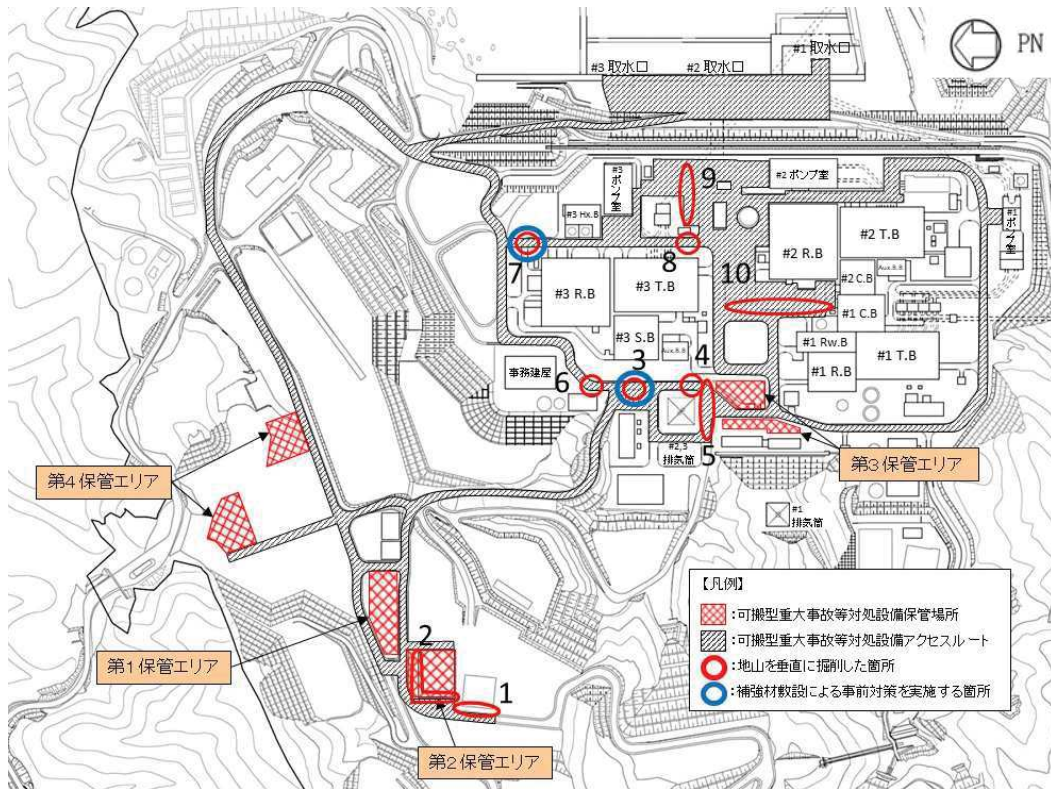 PN
#1 取水口
#3 取水口
#2 取水口
#3
ポンプ室
9
#2 ポンプ室
#1
ポンプ室
#3 Hx.B
7
8
#2 R.B
#2 T.B
10
#3 R.B
#3 T.B
#2 C.B
Aux.B.B
#1 C.B
#3 S.B
Aux.B.B
#1 Rw.B
#1 T.B
#1 R.B
事務建屋
6
3
4
5
#2,3
排気筒
第3保管エリア
第4保管エリア
#1
排気筒
第1保管エリア
2
1
第2保管エリア
【凡例】
:可搬型重大事故等対処設備保管場所
:可搬型重大事故等対処設備アクセスルート
:地山を垂直に掘削した箇所
:補強材敷設による事前対策を実施する箇所